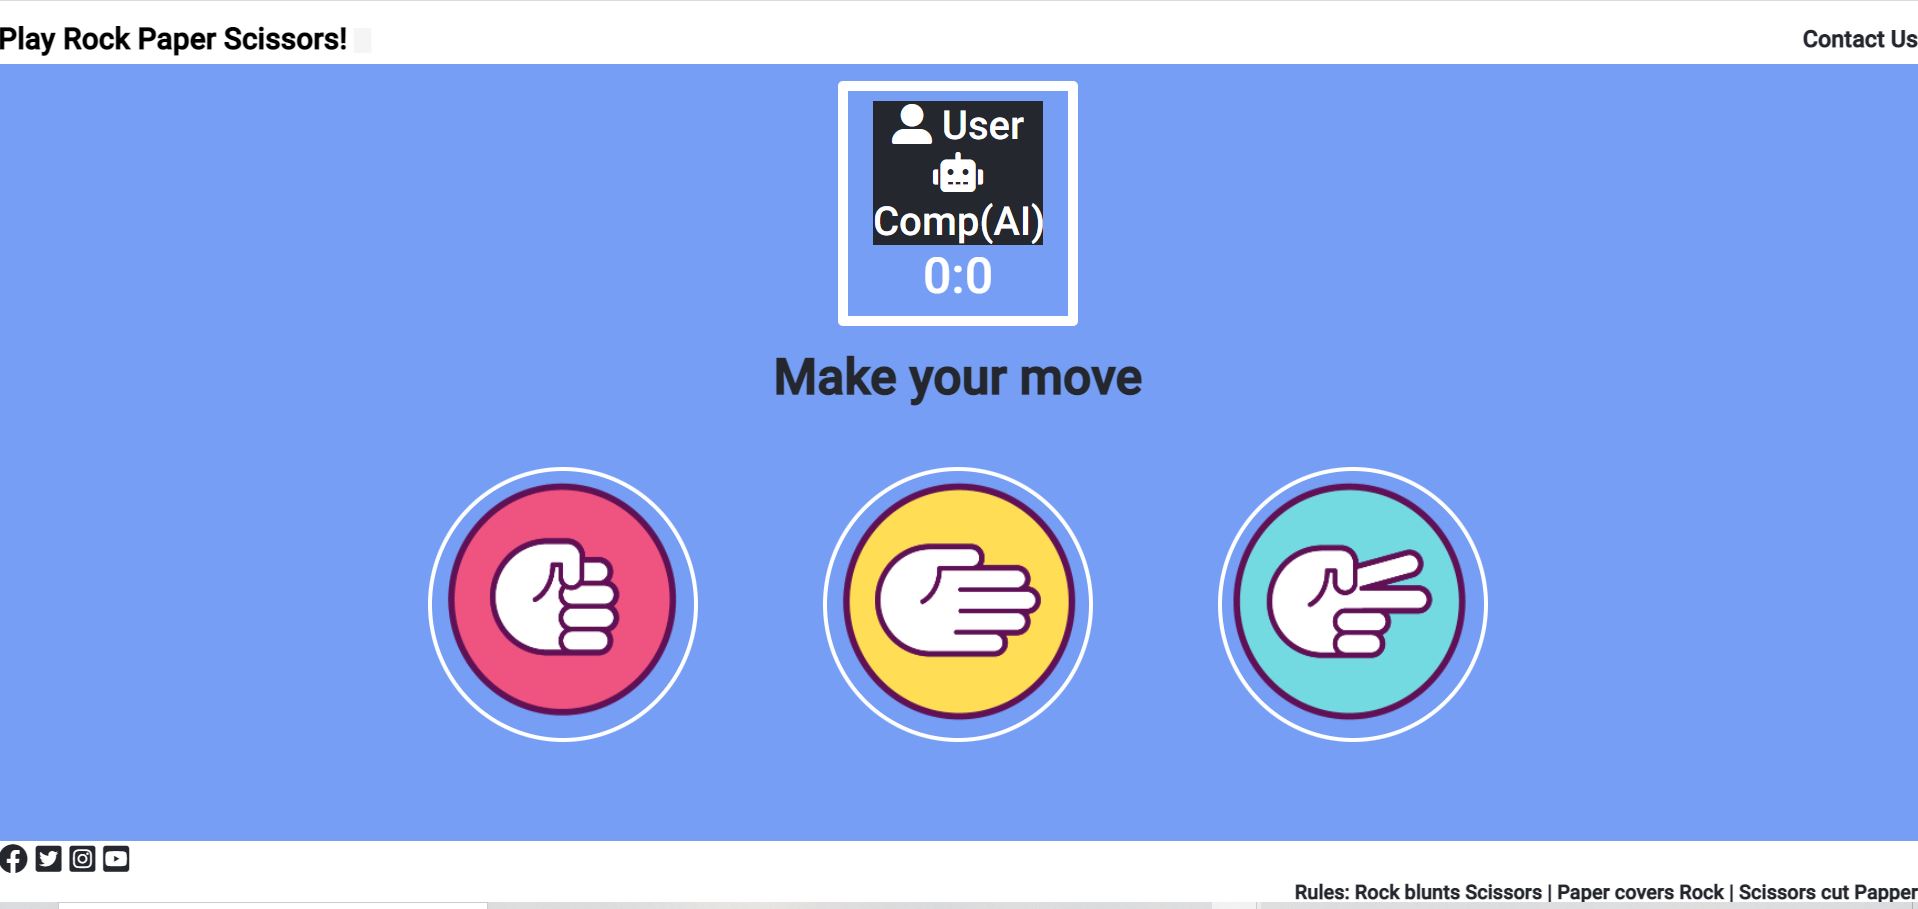 Play Rock Paper Scissors!
Contact Us
User
Comp(AI)
0:0
Make your move
Rules: Rock blunts Scissors | Paper covers Rock | Scissors cut Papper